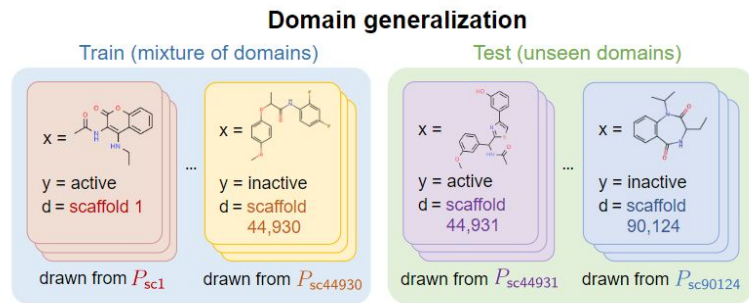 Domain generalization
Train (mixture of domains)
Test (unseen domains)
x =
y = active
d = scaffold 1
drawn from P_sc1
...
x =
y = inactive
d = scaffold
44,930
drawn from P_sc44930
x =
y = active
d = scaffold
44,931
drawn from P_sc44931
...
x =
y = inactive
d = scaffold
90,124
drawn from P_sc90124